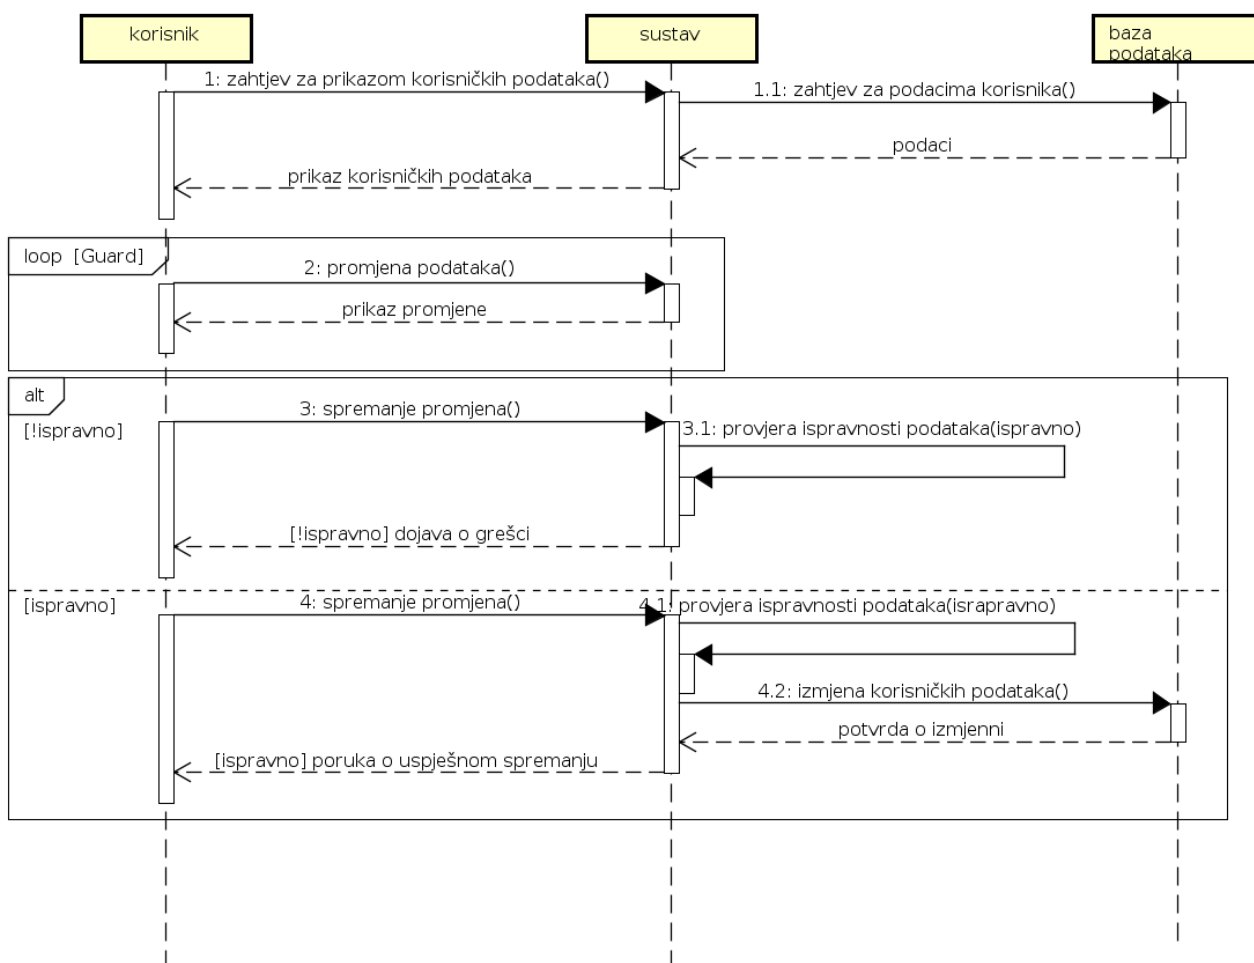 korisnik
sustav
baza
podataka
1: zahtjev za prikazom korisničkih podataka()
1.1: zahtjev za podacima korisnika()
podaci
prikaz korisničkih podataka
loop [Guard]
2: promjena podataka()
prikaz promjene
alt
3: spremanje promjena()
[!ispravno]
3.1: provjera ispravnosti podataka(ispravno)
[!ispravno] dojava o grešci
[ispravno]
4: spremanje promjena()
4.1: provjera ispravnosti podataka(israpravno)
4.2: izmjena korisničkih podataka()
potvrda o izmjenni
[ispravno] poruka o uspješnom spremanju